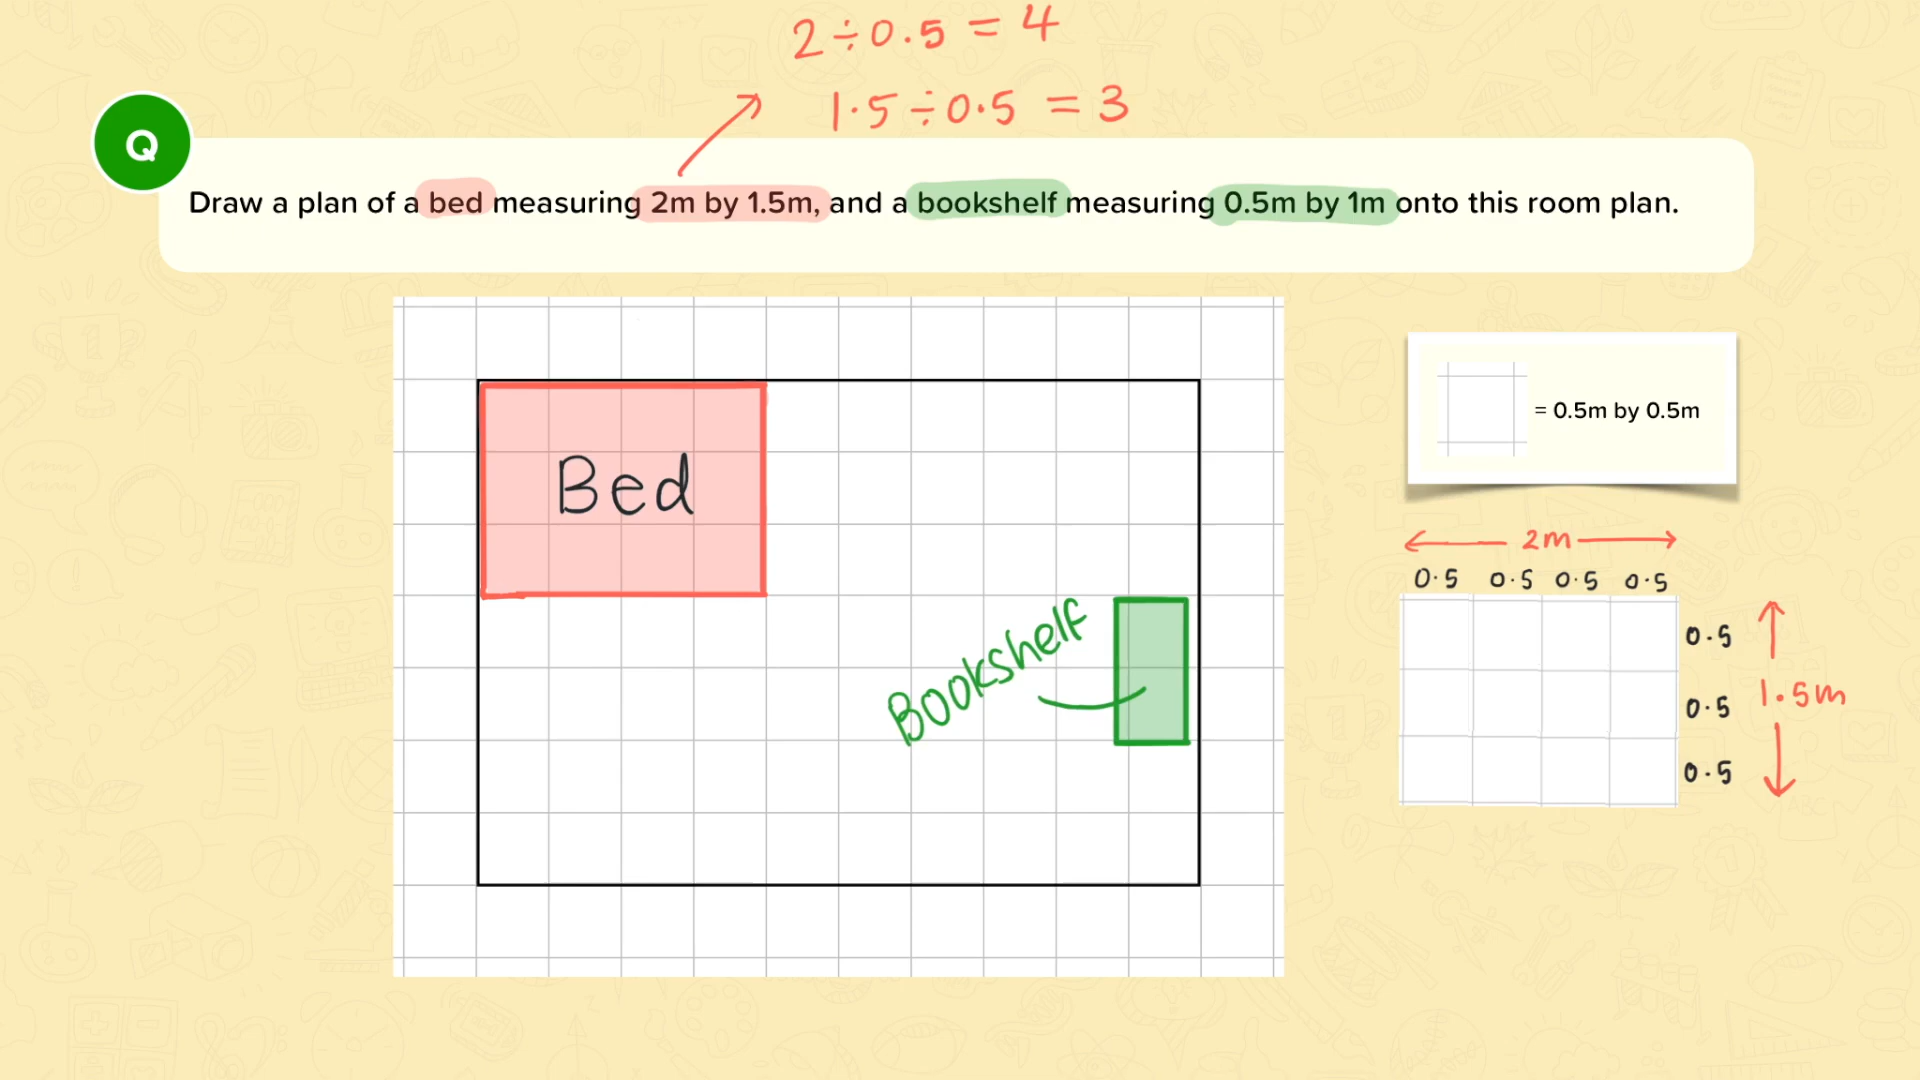 2÷0.5 = 4
1.5÷0.5 = 3
Q
Draw a plan of a bed measuring 2m by 1.5m, and a bookshelf measuring 0.5m by 1m onto this room plan.
Bed
Bookshelf
= 0.5m by 0.5m
2m
0.5 0.5 0.5 0.5
0.5
0.5
1.5m
0.5